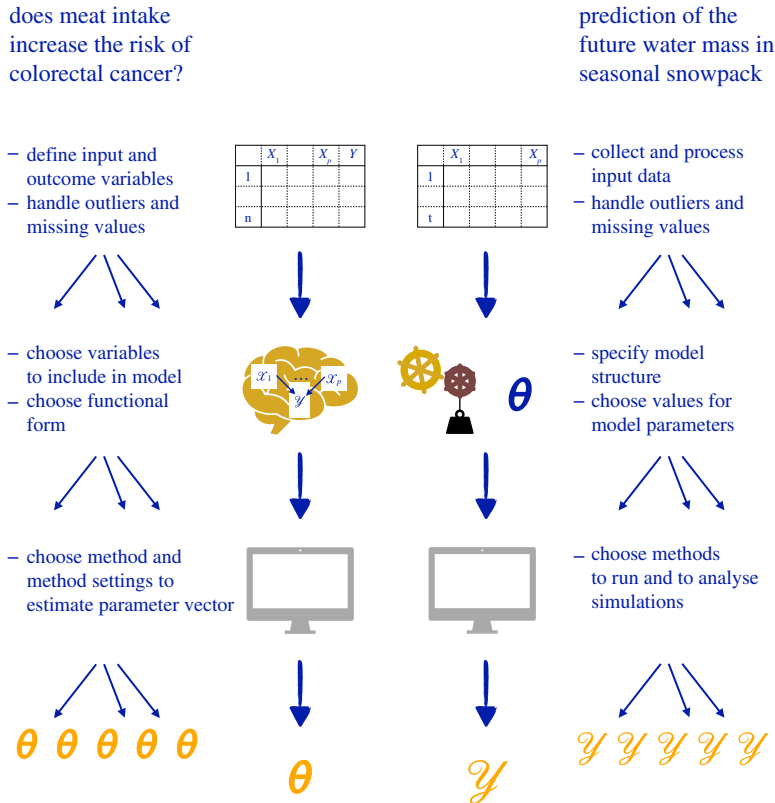 does meat intake
increase the risk of
colorectal cancer?
prediction of the
future water mass in
seasonal snowpack
– define input and
outcome variables
– handle outliers and
missing values
X₁ Xₚ Y
1
n
X₁ Xₚ
1
t
– collect and process
input data
– handle outliers and
missing values
– choose variables
to include in model
– choose functional
form
𝒳₁ ... 𝒳ₚ
𝒴
θ
– specify model
structure
– choose values for
model parameters
– choose method and
method settings to
estimate parameter vector
– choose methods
to run and to analyse
simulations
θ θ θ θ θ
θ
𝒴
𝒴 𝒴 𝒴 𝒴 𝒴